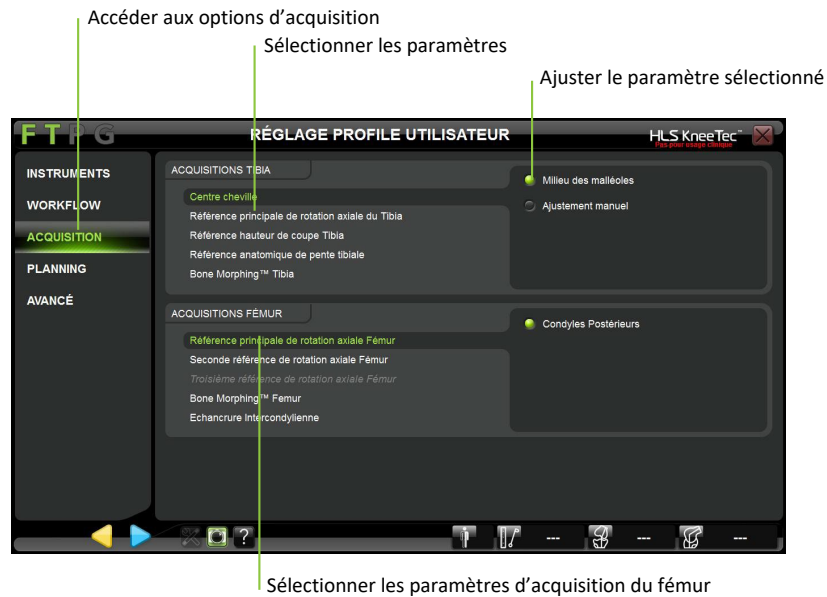 Accéder aux options d’acquisition
Sélectionner les paramètres
Ajuster le paramètre sélectionné
F T P G
RÉGLAGE PROFILE UTILISATEUR
HLS KneeTec™
Pas pour usage clinique
INSTRUMENTS
WORKFLOW
ACQUISITION
PLANNING
AVANCÉ
ACQUISITIONS TIBIA
Centre cheville
Référence principale de rotation axiale du Tibia
Référence hauteur de coupe Tibia
Référence anatomique de pente tibiale
Bone Morphing™ Tibia
Milieu des malléoles
Ajustement manuel
ACQUISITIONS FÉMUR
Référence principale de rotation axiale Fémur
Seconde référence de rotation axiale Fémur
Troisième référence de rotation axiale Fémur
Bone Morphing™ Femur
Echancrure Intercondylienne
Condyles Postérieurs
? --- --- ---
Sélectionner les paramètres d’acquisition du fémur